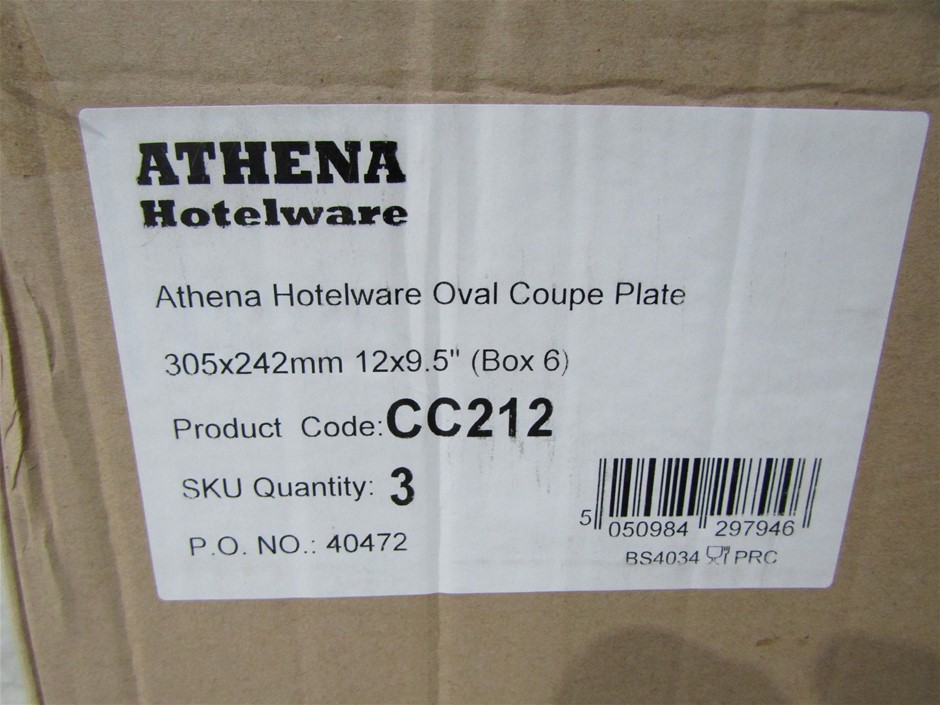 ATHENA
Hotelware
Athena Hotelware Oval Coupe Plate
305x242mm 12x9.5" (Box 6)
Product Code:CC212
SKU Quantity: 3
P.O. NO.: 40472
5 050984 297946
BS4034 PRC